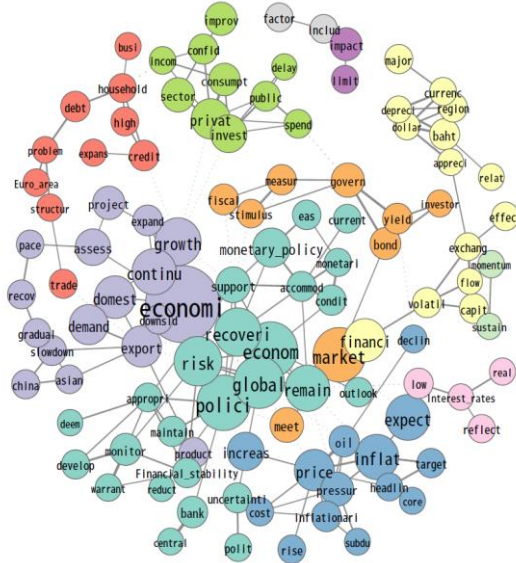 improv
factor
includ
busi
confid
impact
incom
delay
major
household
consumpt
limit
currenc
sector
public
depreci
region
debt
privat
dollar
baht
high
invest
spend
appreci
problem
expans
credit
measur
govern
relat
Euro_area
fiscal
yield
investor
structur
project
stimulus
expand
eas
current
bond
effec
pace
assess
growth
monetary_policy
exchang
continu
monetari
momentum
recov
trade
domest
support
accommod
flow
economi
condit
volatil
capit
gradual
demand
downsid
recoveri
sustain
slowdown
export
econom
market
financi
declin
china
asian
risk
global
remain
low
real
polici
outlook
Interest_rates
appropri
deem
maintain
meet
expect
reflect
develop
monitor
product
increas
oil
Financial_stability
price
inflat
target
warrant
reduct
uncertainti
pressur
headlin
core
bank
cost
inflationari
central
polit
rise
subdu